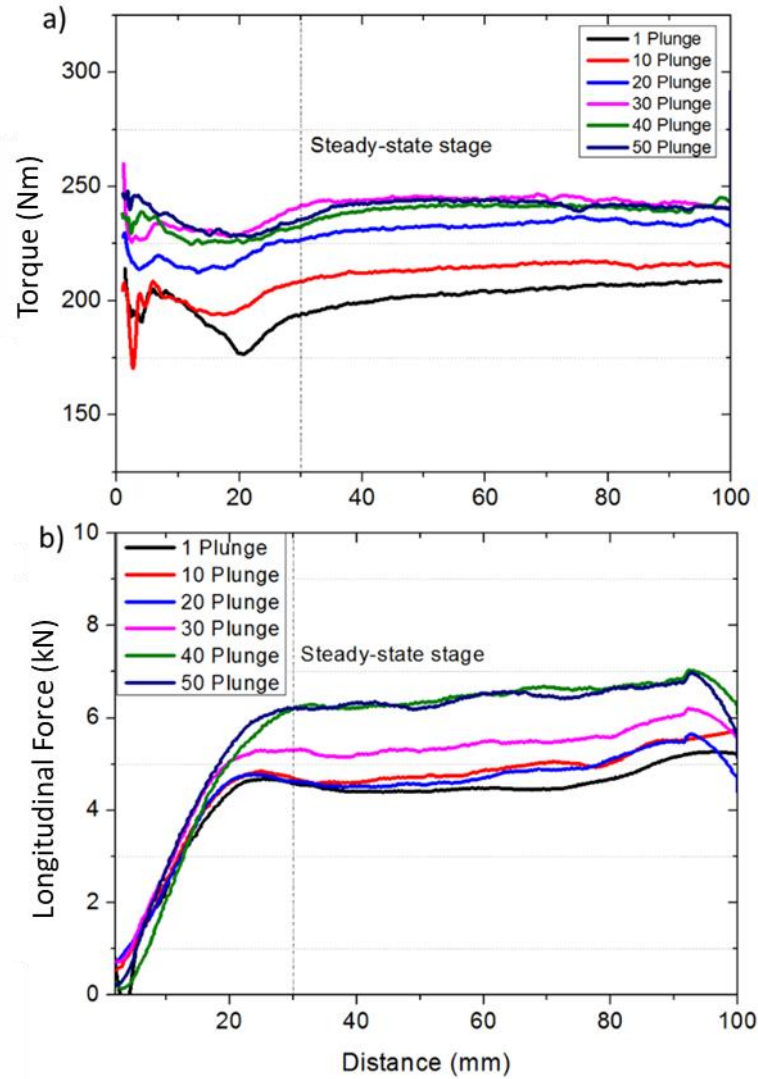 a)
Torque (Nm)
300
250
200
150
Steady-state stage
1 Plunge
10 Plunge
20 Plunge
30 Plunge
40 Plunge
50 Plunge
0 20 40 60 80 100
b)
Longitudinal Force (kN)
10
8
6
4
2
0
1 Plunge
10 Plunge
20 Plunge
30 Plunge
40 Plunge
50 Plunge
Steady-state stage
20 40 60 80 100
Distance (mm)